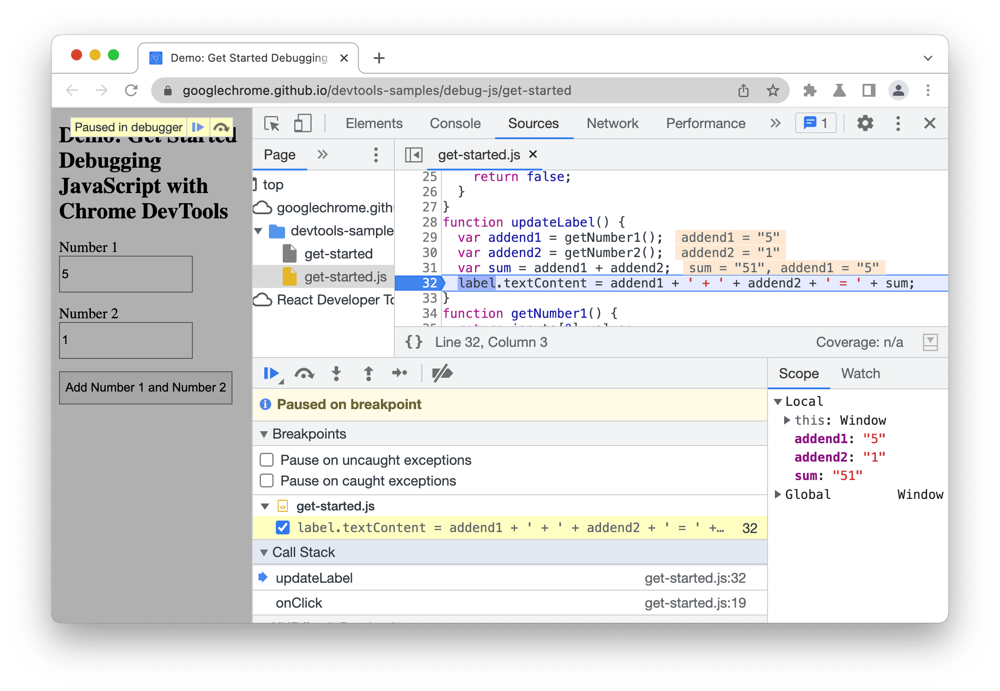 Demo: Get Started Debugging
googlechrome.github.io/devtools-samples/debug-js/get-started
Paused in debugger
Demo: Get Started
Debugging
JavaScript with
Chrome DevTools
Number 1
5
Number 2
1
Add Number 1 and Number 2
Elements Console Sources Network Performance 1
Page
top
googlechrome.gith
devtools-sample
get-started
get-started.js
React Developer To
get-started.js
25 return false;
26 }
27 }
28 function updateLabel() {
29 var addend1 = getNumber1(); addend1 = "5"
30 var addend2 = getNumber2(); addend2 = "1"
31 var sum = addend1 + addend2; sum = "51", addend1 = "5"
32 label.textContent = addend1 + ' + ' + addend2 + ' = ' + sum;
33 }
34 function getNumber1() {
{} Line 32, Column 3 Coverage: n/a
Paused on breakpoint
Breakpoints
Pause on uncaught exceptions
Pause on caught exceptions
get-started.js
label.textContent = addend1 + ' + ' + addend2 + ' = ' +… 32
Call Stack
updateLabel get-started.js:32
onClick get-started.js:19
Scope Watch
Local
this: Window
addend1: "5"
addend2: "1"
sum: "51"
Global Window